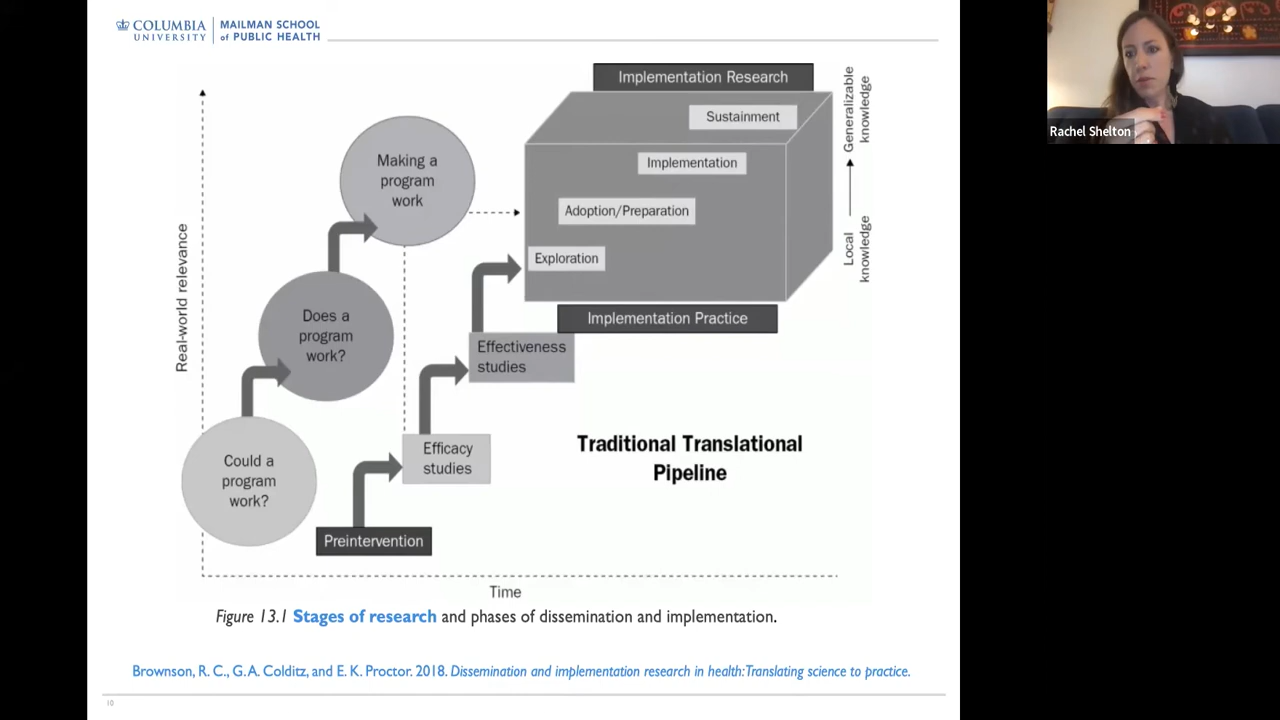 COLUMBIA
UNIVERSITY
MAILMAN SCHOOL
of PUBLIC HEALTH
Implementation Research
Sustainment
Implementation
Adoption/Preparation
Exploration
Implementation Practice
Generalizable
knowledge
Local
knowledge
Real-world relevance
Making a
program
work
Does a
program
work?
Could a
program
work?
Effectiveness
studies
Efficacy
studies
Preintervention
Traditional Translational
Pipeline
Time
Figure 13.1 Stages of research and phases of dissemination and implementation.
Brownson, R. C., G.A. Colditz, and E. K. Proctor. 2018. Dissemination and implementation research in health: Translating science to practice.
10
Rachel Shelton